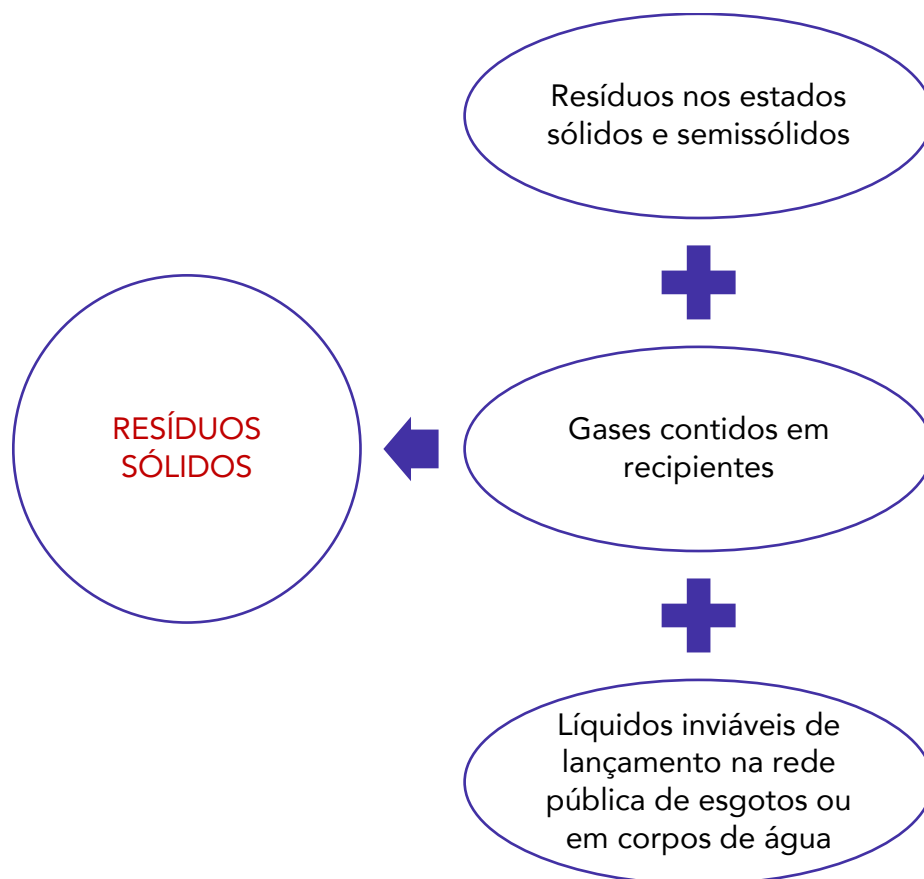 Resíduos nos estados
sólidos e semissólidos
RESÍDUOS
SÓLIDOS
Gases contidos em
recipientes
Líquidos inviáveis de
lançamento na rede
pública de esgotos ou
em corpos de água